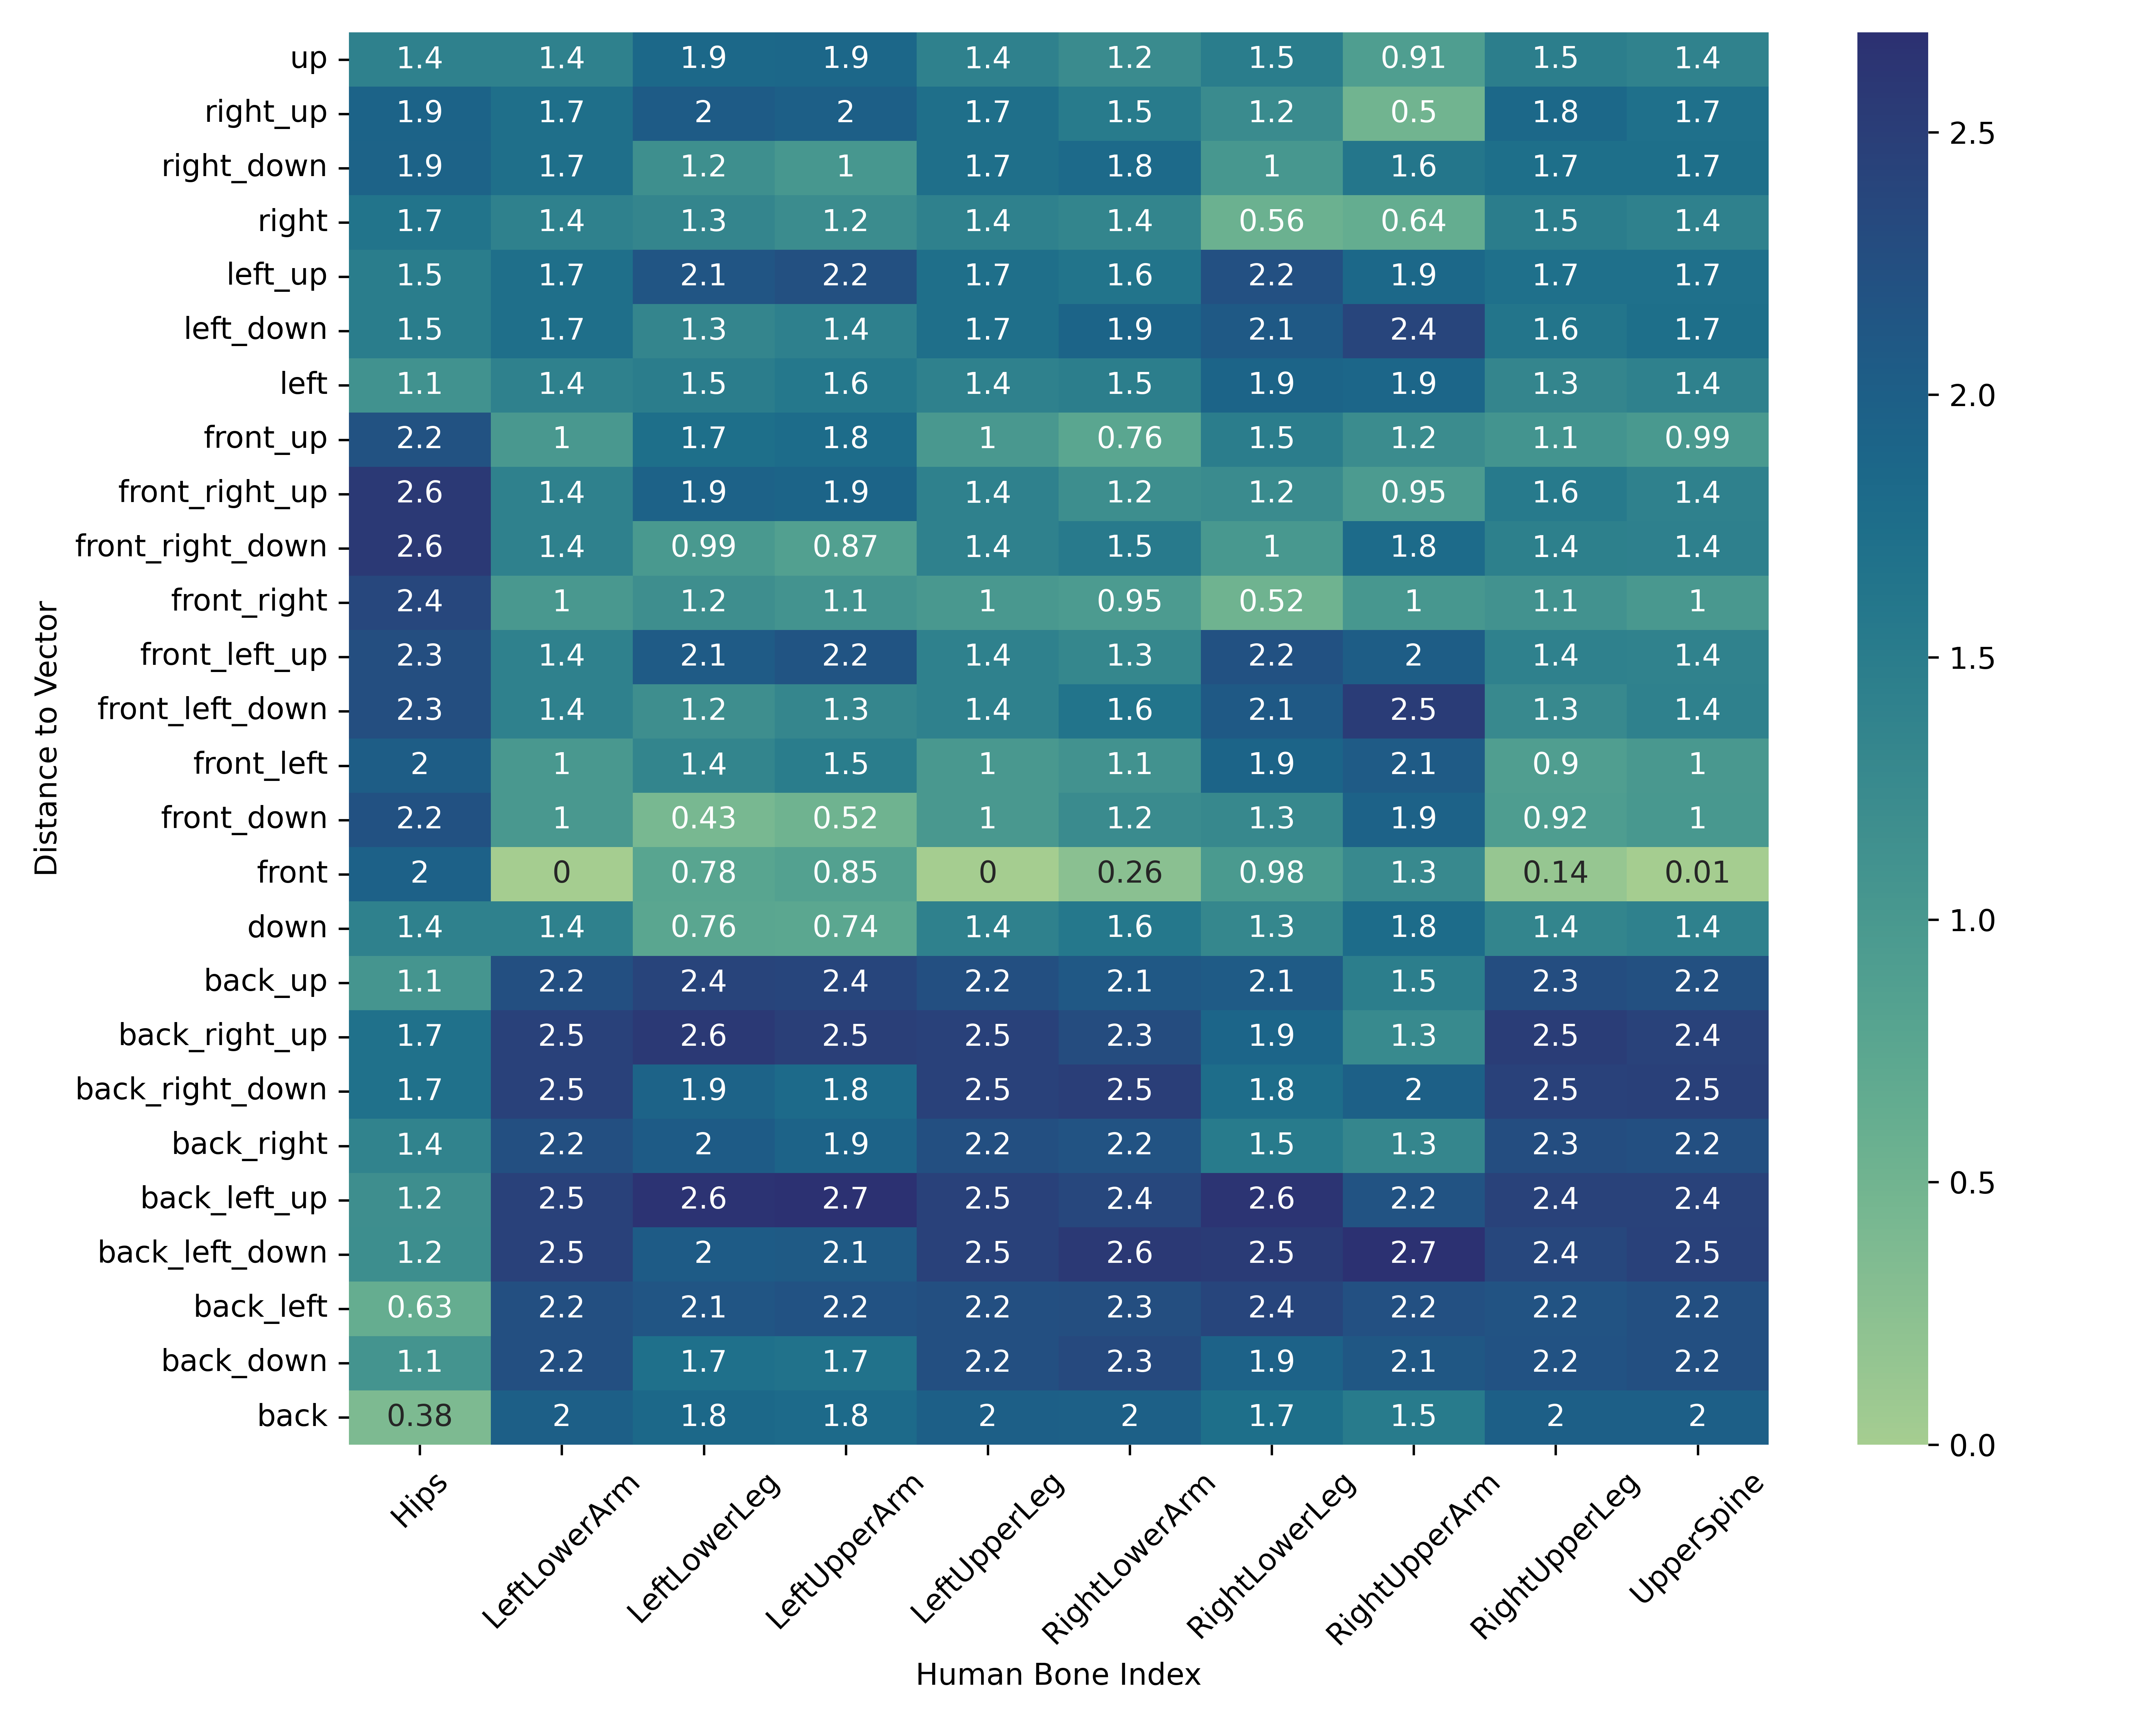 up 1.4 1.4 1.9 1.9 1.4 1.2 1.5 0.91 1.5 1.4
right_up 1.9 1.7 2 2 1.7 1.5 1.2 0.5 1.8 1.7
right_down 1.9 1.7 1.2 1 1.7 1.8 1 1.6 1.7 1.7
right 1.7 1.4 1.3 1.2 1.4 1.4 0.56 0.64 1.5 1.4
left_up 1.5 1.7 2.1 2.2 1.7 1.6 2.2 1.9 1.7 1.7
left_down 1.5 1.7 1.3 1.4 1.7 1.9 2.1 2.4 1.6 1.7
left 1.1 1.4 1.5 1.6 1.4 1.5 1.9 1.9 1.3 1.4
front_up 2.2 1 1.7 1.8 1 0.76 1.5 1.2 1.1 0.99
front_right_up 2.6 1.4 1.9 1.9 1.4 1.2 1.2 0.95 1.6 1.4
front_right_down 2.6 1.4 0.99 0.87 1.4 1.5 1 1.8 1.4 1.4
front_right 2.4 1 1.2 1.1 1 0.95 0.52 1 1.1 1
front_left_up 2.3 1.4 2.1 2.2 1.4 1.3 2.2 2 1.4 1.4
front_left_down 2.3 1.4 1.2 1.3 1.4 1.6 2.1 2.5 1.3 1.4
front_left 2 1 1.4 1.5 1 1.1 1.9 2.1 0.9 1
front_down 2.2 1 0.43 0.52 1 1.2 1.3 1.9 0.92 1
front 2 0 0.78 0.85 0 0.26 0.98 1.3 0.14 0.01
down 1.4 1.4 0.76 0.74 1.4 1.6 1.3 1.8 1.4 1.4
back_up 1.1 2.2 2.4 2.4 2.2 2.1 2.1 1.5 2.3 2.2
back_right_up 1.7 2.5 2.6 2.5 2.5 2.3 1.9 1.3 2.5 2.4
back_right_down 1.7 2.5 1.9 1.8 2.5 2.5 1.8 2 2.5 2.5
back_right 1.4 2.2 2 1.9 2.2 2.2 1.5 1.3 2.3 2.2
back_left_up 1.2 2.5 2.6 2.7 2.5 2.4 2.6 2.2 2.4 2.4
back_left_down 1.2 2.5 2 2.1 2.5 2.6 2.5 2.7 2.4 2.5
back_left 0.63 2.2 2.1 2.2 2.2 2.3 2.4 2.2 2.2 2.2
back_down 1.1 2.2 1.7 1.7 2.2 2.3 1.9 2.1 2.2 2.2
back 0.38 2 1.8 1.8 2 2 1.7 1.5 2 2
Hips LeftLowerArm LeftLowerLeg LeftUpperArm LeftUpperLeg RightLowerArm RightLowerLeg RightUpperArm RightUpperLeg UpperSpine
Human Bone Index
Distance to Vector
2.5
2.0
1.5
1.0
0.5
0.0